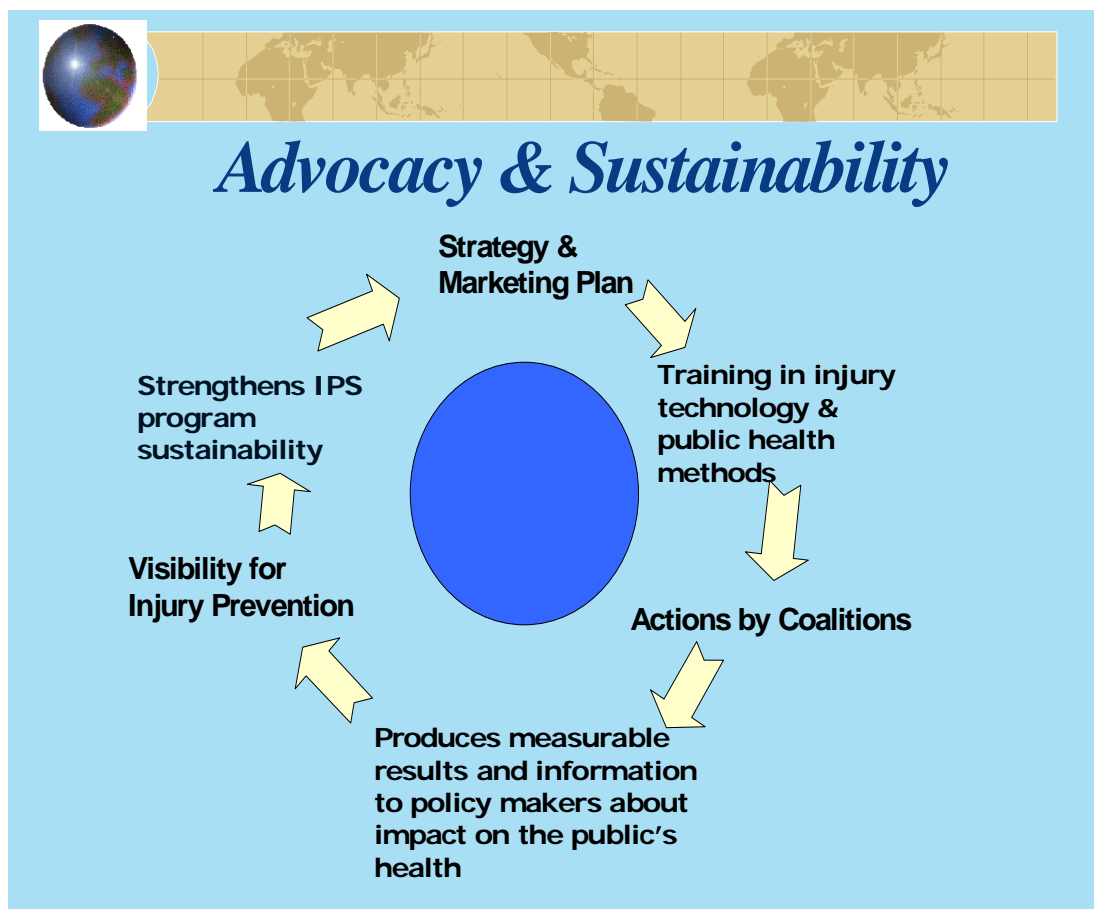 Advocacy & Sustainability
Strategy &
Marketing Plan
Training in injury
technology &
public health
methods
Actions by Coalitions
Produces measurable
results and information
to policy makers about
impact on the public's
health
Visibility for
Injury Prevention
Strengthens IPS
program
sustainability